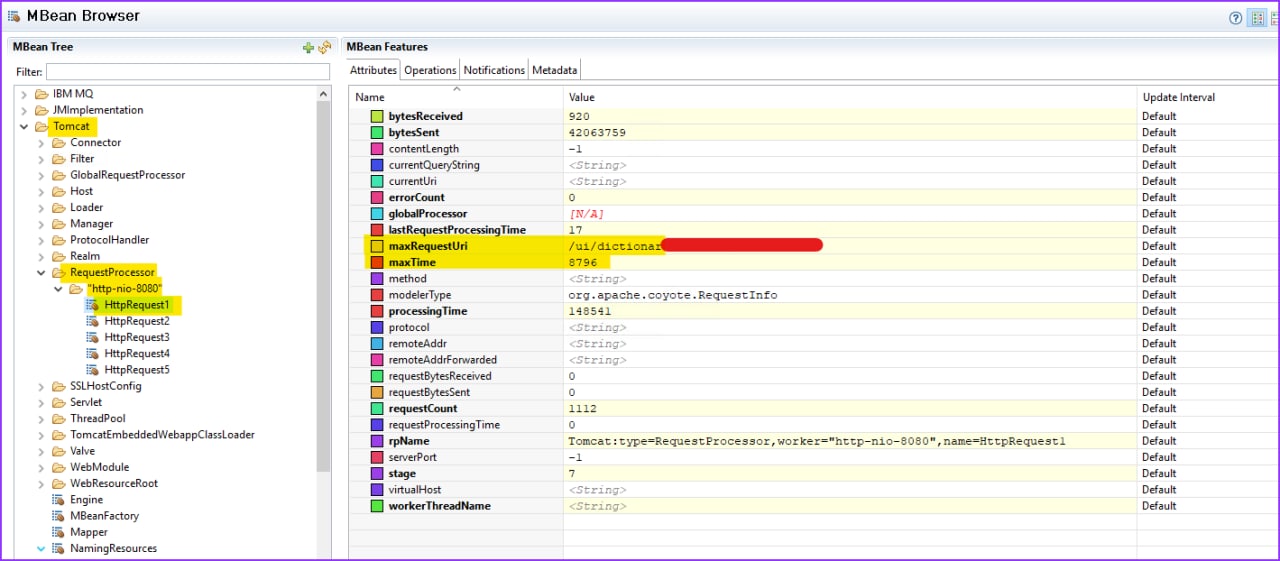 MBean Browser
MBean Tree
Filter:
IBM MQ
JMImplementation
Tomcat
Connector
Filter
GlobalRequestProcessor
Host
Loader
Manager
ProtocolHandler
Realm
RequestProcessor
"http-nio-8080"
HttpRequest1
HttpRequest2
HttpRequest3
HttpRequest4
HttpRequest5
SSLHostConfig
Servlet
ThreadPool
TomcatEmbeddedWebappClassLoader
Valve
WebModule
WebResourceRoot
Engine
MBeanFactory
Mapper
NamingResources
MBean Features
Attributes Operations Notifications Metadata
Name Value Update Interval
bytesReceived 920 Default
bytesSent 42063759 Default
contentLength -1 Default
currentQueryString <String> Default
currentUri <String> Default
errorCount 0 Default
globalProcessor [N/A] Default
lastRequestProcessingTime 17 Default
maxRequestUri /ui/dictionar Default
maxTime 8796 Default
method <String> Default
modelerType org.apache.coyote.RequestInfo Default
processingTime 148541 Default
protocol <String> Default
remoteAddr <String> Default
remoteAddrForwarded <String> Default
requestBytesReceived 0 Default
requestBytesSent 0 Default
requestCount 1112 Default
requestProcessingTime 0 Default
rpName Tomcat:type=RequestProcessor,worker="http-nio-8080",name=HttpRequest1 Default
serverPort -1 Default
stage 7 Default
virtualHost <String> Default
workerThreadName <String> Default